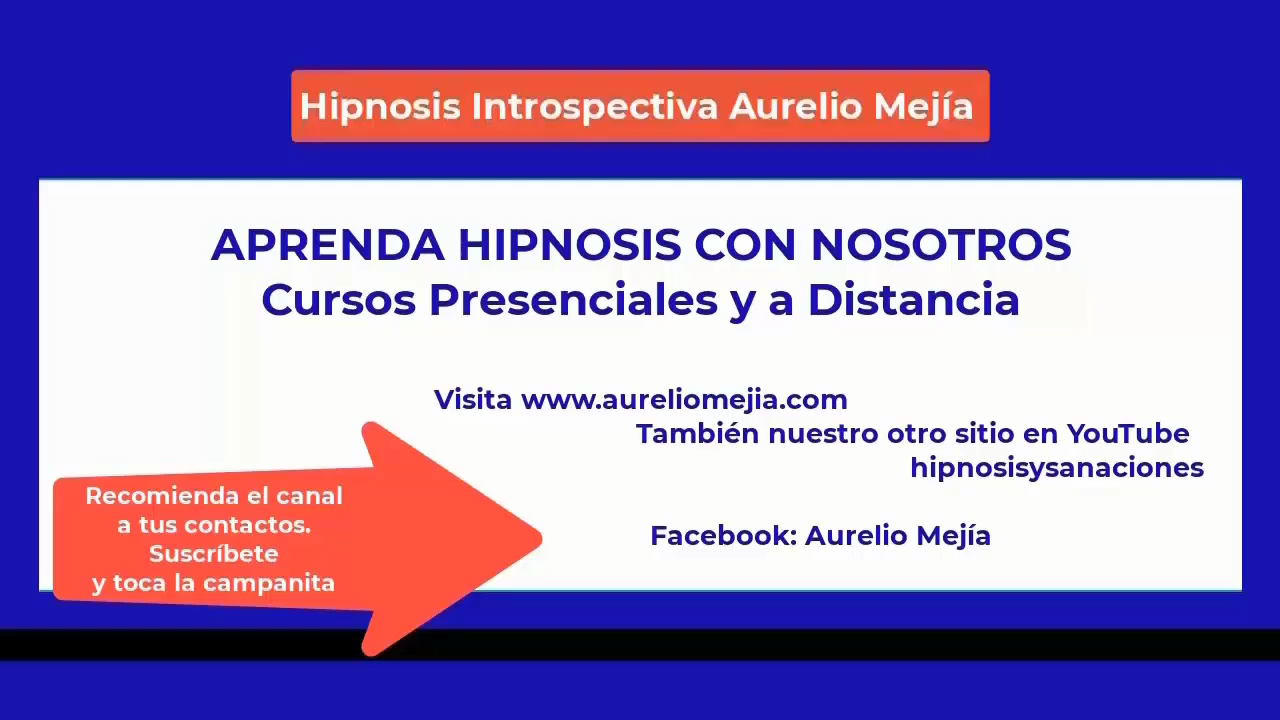 Hipnosis Introspectiva Aurelio Mejía
APRENDA HIPNOSIS CON NOSOTROS
Cursos Presenciales y a Distancia
Visita www.aureliomejia.com
También nuestro otro sitio en YouTube
hipnosisysanaciones
Facebook: Aurelio Mejía
Recomienda el canal
a tus contactos.
Suscríbete
y toca la campanita